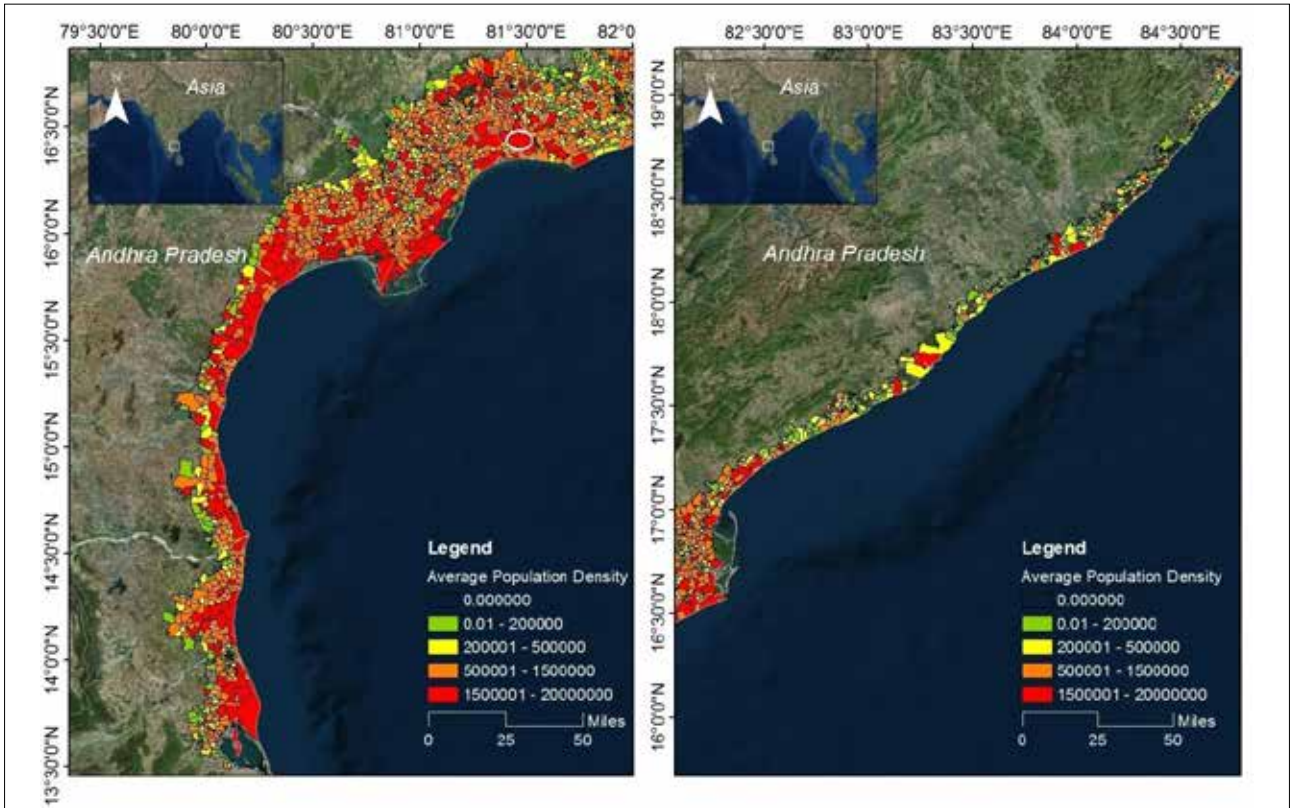 79°30'0"E 80°0'0"E 80°30'0"E 81°0'0"E 81°30'0"E 82°0
N
Asia
16°30'0"N
16°0'0"N
15°30'0"N
15°0'0"N
14°30'0"N
14°0'0"N
13°30'0"N
Andhra Pradesh
Legend
Average Population Density
0.000000
0.01 - 200000
200001 - 500000
500001 - 1500000
1500001 - 20000000
Miles
0 25 50
82°30'0"E 83°0'0"E 83°30'0"E 84°0'0"E 84°30'0"E
N
Asia
19°0'0"N
18°30'0"N
18°0'0"N
17°30'0"N
17°0'0"N
16°30'0"N
16°0'0"N
Andhra Pradesh
Legend
Average Population Density
0.000000
0.01 - 200000
200001 - 500000
500001 - 1500000
1500001 - 20000000
Miles
0 25 50